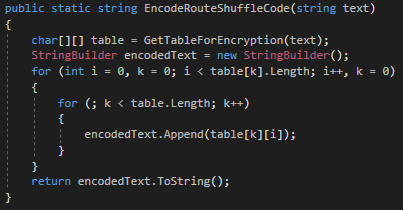 public static string EncodeRouteShuffleCode(string text)
{
    char[][] table = GetTableForEncryption(text);
    StringBuilder encodedText = new StringBuilder();
    for (int i = 0, k = 0; i < table[k].Length; i++, k = 0)
    {
        for (; k < table.Length; k++)
        {
            encodedText.Append(table[k][i]);
        }
    }
    return encodedText.ToString();
}